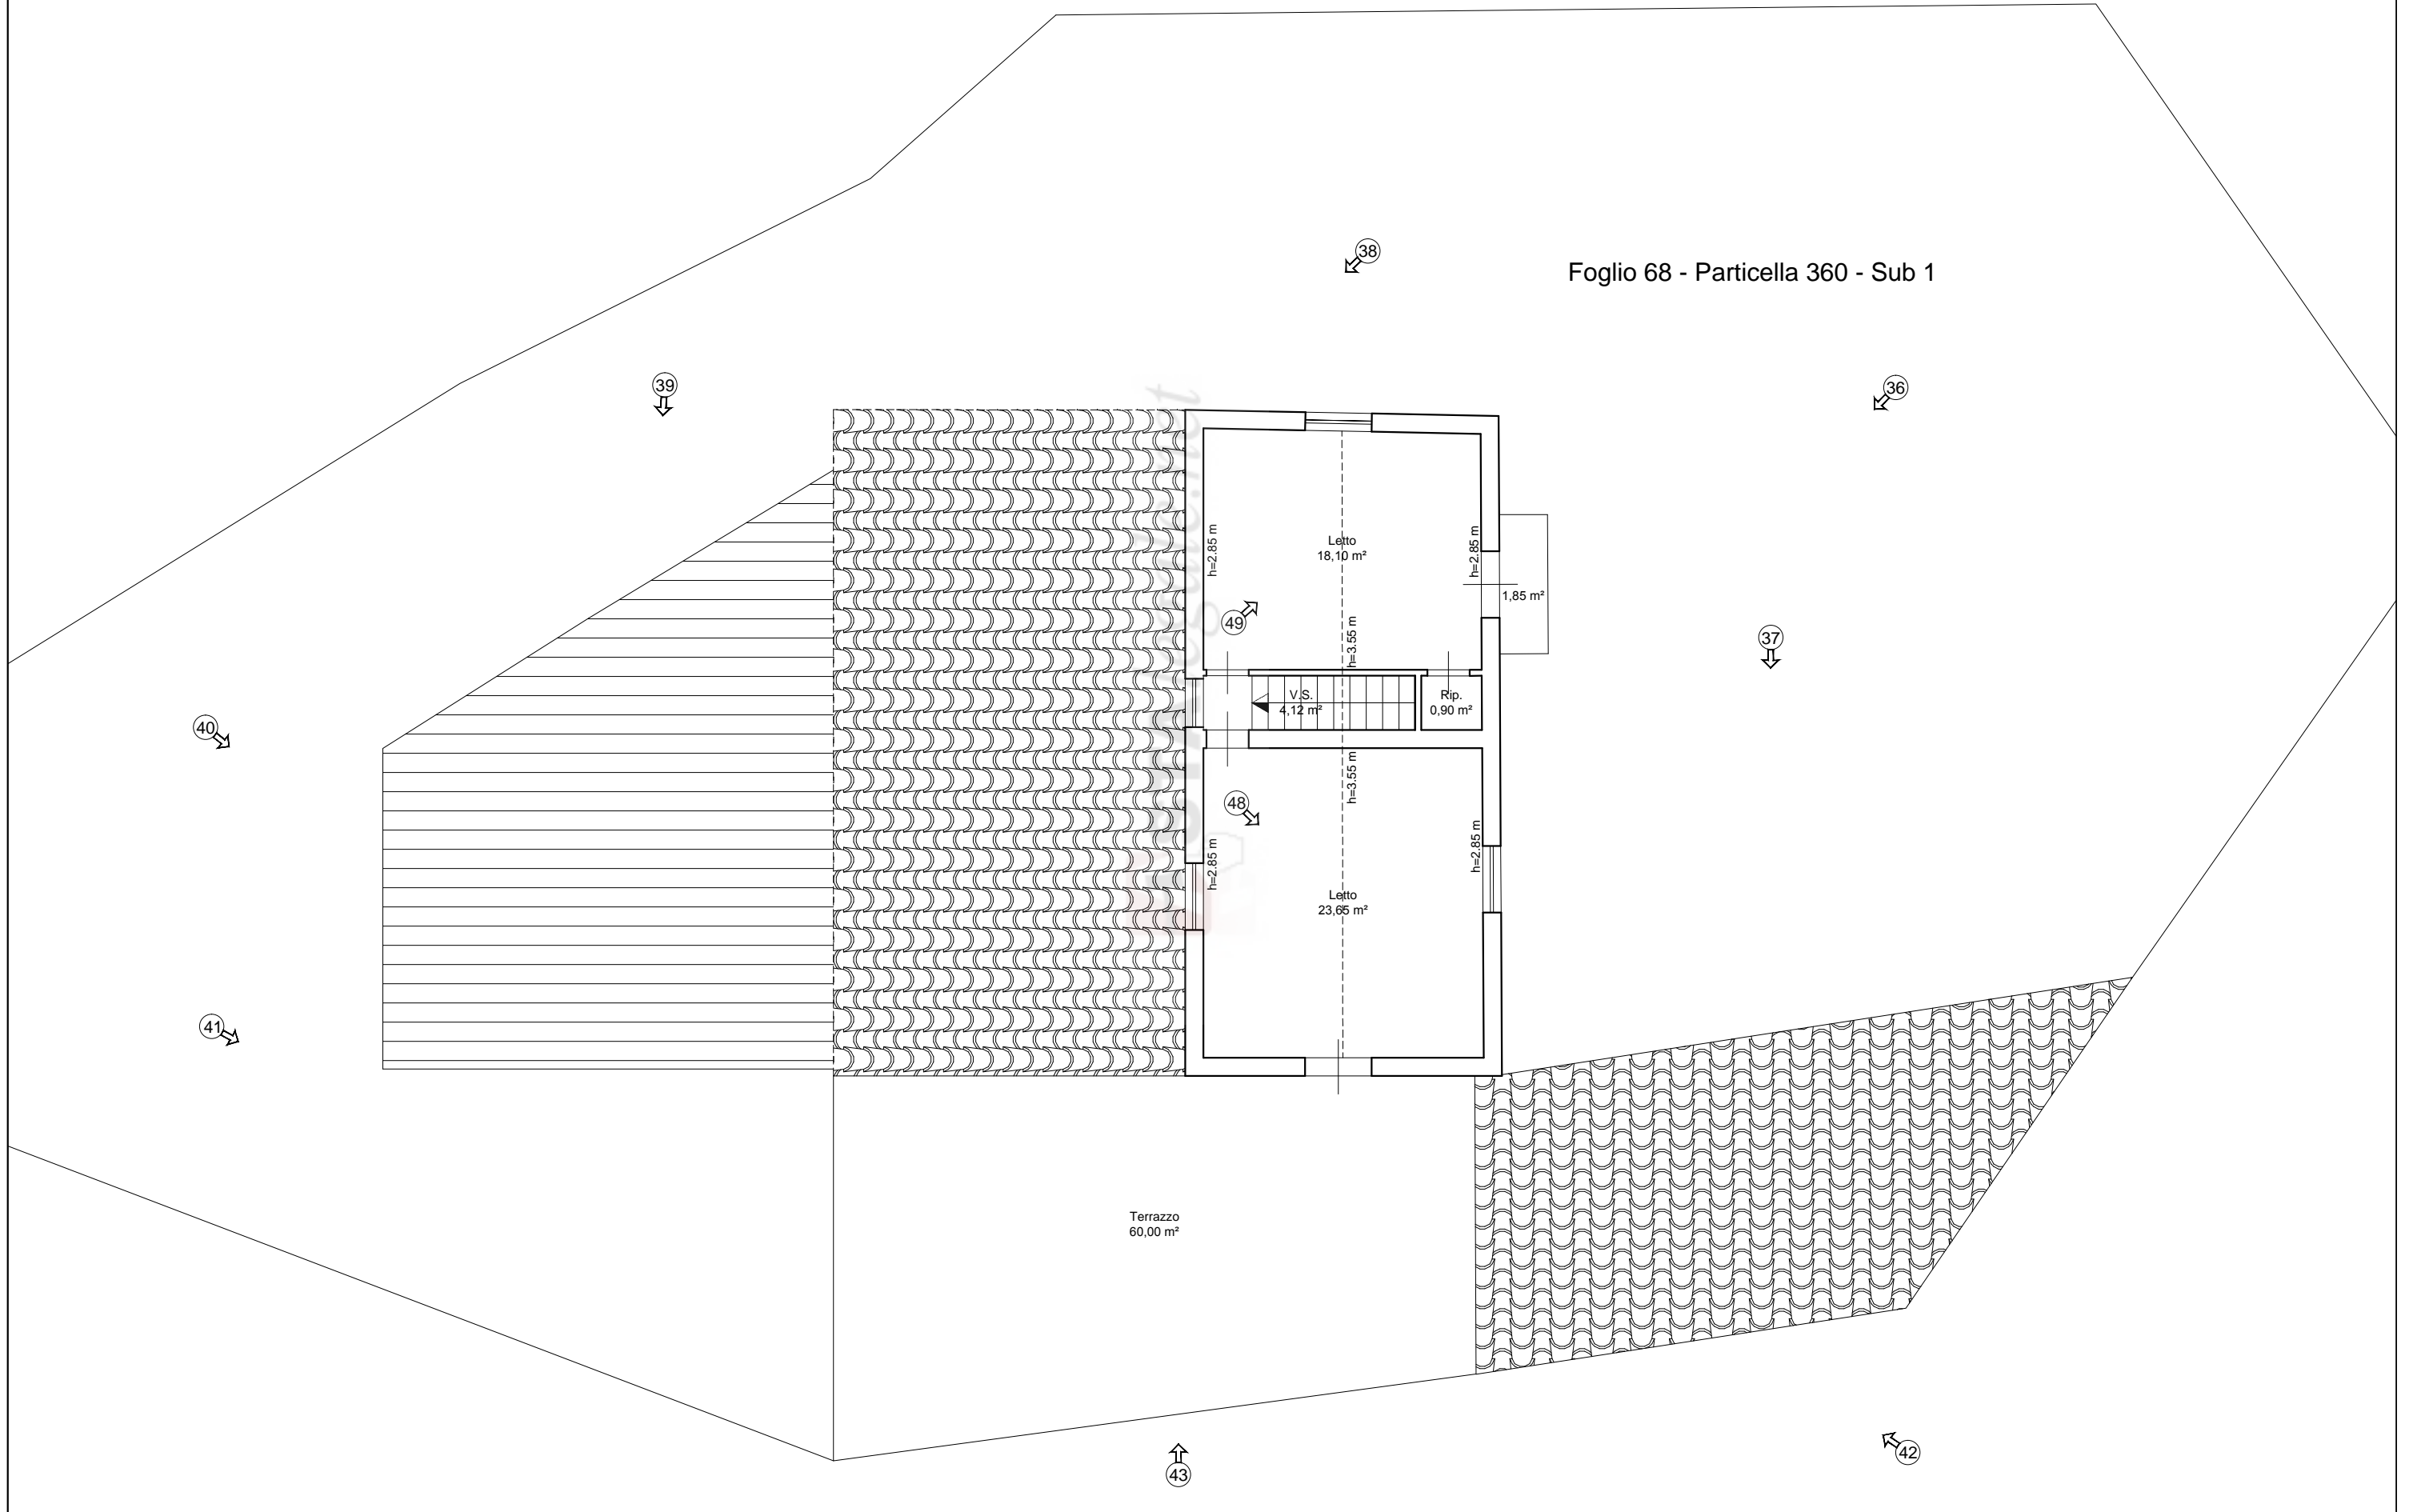 38
Foglio 68 - Particella 360 - Sub 1
39
36
h=2.85 m
Letto
18,10 m²
h=2.85 m
1,85 m²
49
h=3.55 m
37
V.S.
4,12 m²
Rip.
0,90 m²
40
h=3.55 m
48
h=2.85 m
h=2.85 m
Letto
23,65 m²
41
Terrazzo
60,00 m²
42
43